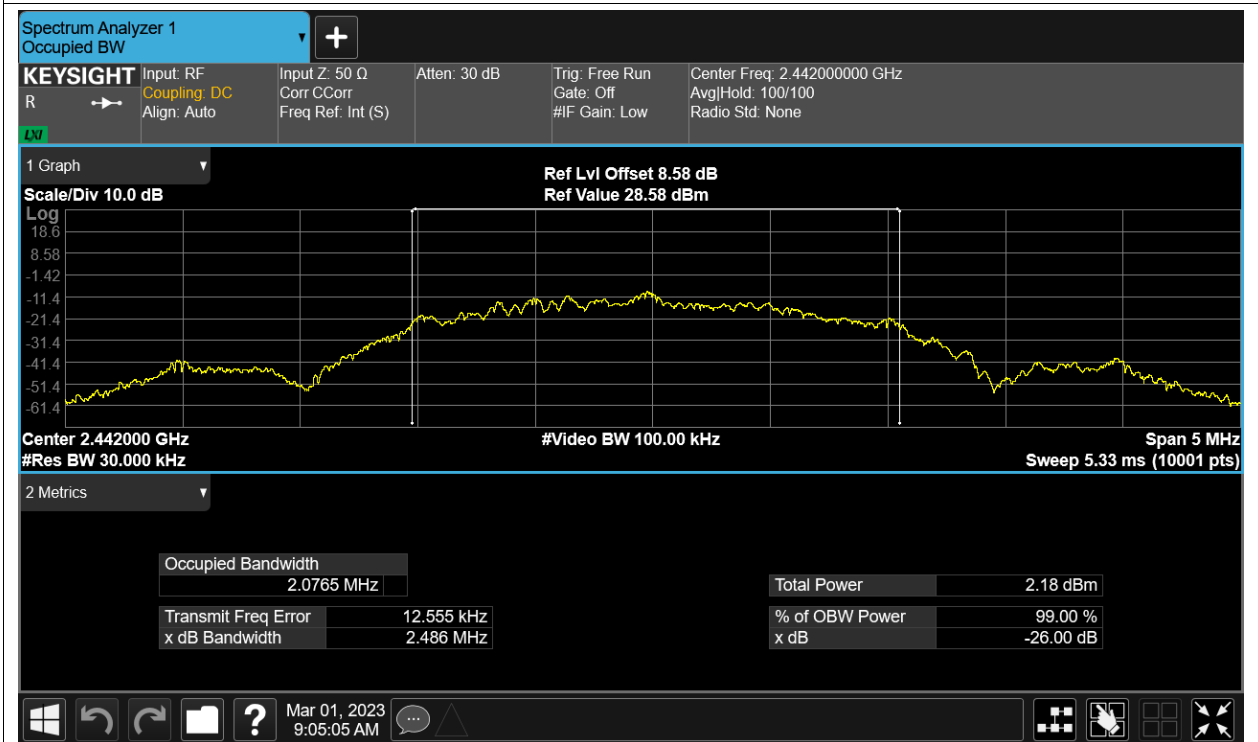 Spectrum Analyzer 1
Occupied BW
KEYSIGHT
R
LXI
Input: RF
Coupling: DC
Align: Auto
Input Z: 50 Ω
Corr CCorr
Freq Ref: Int (S)
Atten: 30 dB
Trig: Free Run
Gate: Off
#IF Gain: Low
Center Freq: 2.442000000 GHz
Avg|Hold: 100/100
Radio Std: None
1 Graph
Scale/Div 10.0 dB
Ref Lvl Offset 8.58 dB
Ref Value 28.58 dBm
Log
18.6
8.58
-1.42
-11.4
-21.4
-31.4
-41.4
-51.4
-61.4
Center 2.442000 GHz
#Video BW 100.00 kHz
Span 5 MHz
#Res BW 30.000 kHz
Sweep 5.33 ms (10001 pts)
2 Metrics
Occupied Bandwidth
2.0765 MHz
Total Power 2.18 dBm
Transmit Freq Error 12.555 kHz
% of OBW Power 99.00 %
x dB Bandwidth 2.486 MHz
x dB -26.00 dB
?
Mar 01, 2023
9:05:05 AM